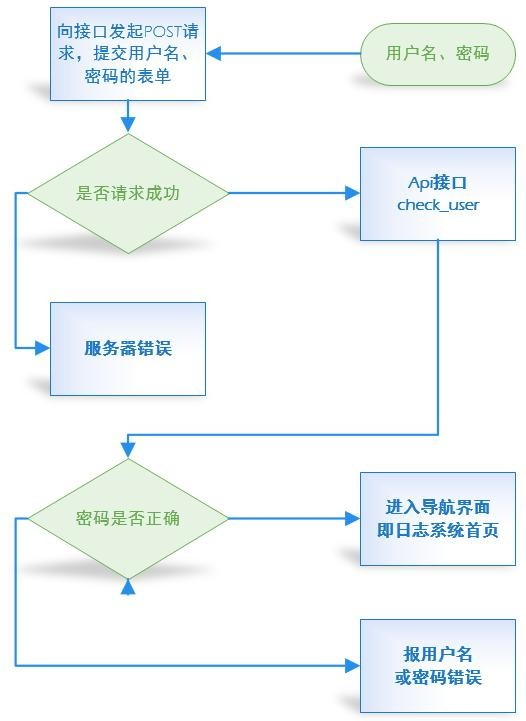 向接口发起POST请
求，提交用户名、
密码的表单
用户名、密码
是否请求成功
Api接口
check_user
服务器错误
密码是否正确
进入导航界面
即日志系统首页
报用户名
或密码错误